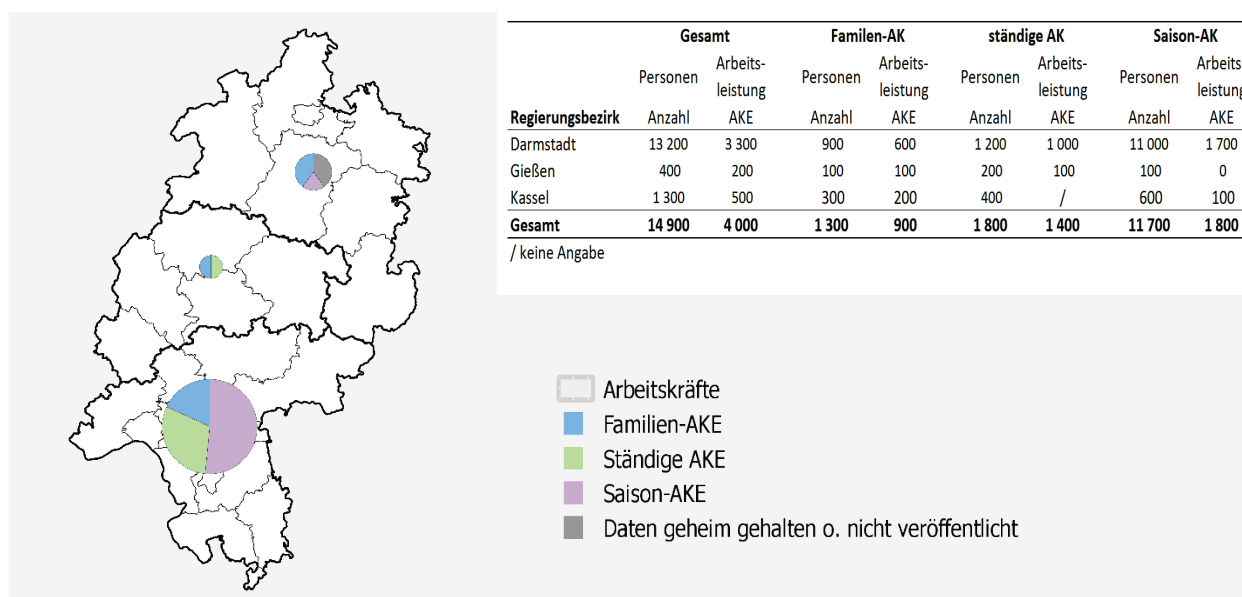 Gesamt Familen-AK ständige AK Saison-AK
Personen Arbeits- Personen Arbeits- Personen Arbeits- Personen Arbeits-
leistung leistung leistung leistung
Regierungsbezirk Anzahl AKE Anzahl AKE Anzahl AKE Anzahl AKE
Darmstadt 13 200 3 300 900 600 1 200 1 000 11 000 1 700
Gießen 400 200 100 100 200 100 100 0
Kassel 1 300 500 300 200 400 / 600 100
Gesamt 14 900 4 000 1 300 900 1 800 1 400 11 700 1 800
/ keine Angabe
Arbeitskräfte
Familien-AKE
Ständige AKE
Saison-AKE
Daten geheim gehalten o. nicht veröffentlicht